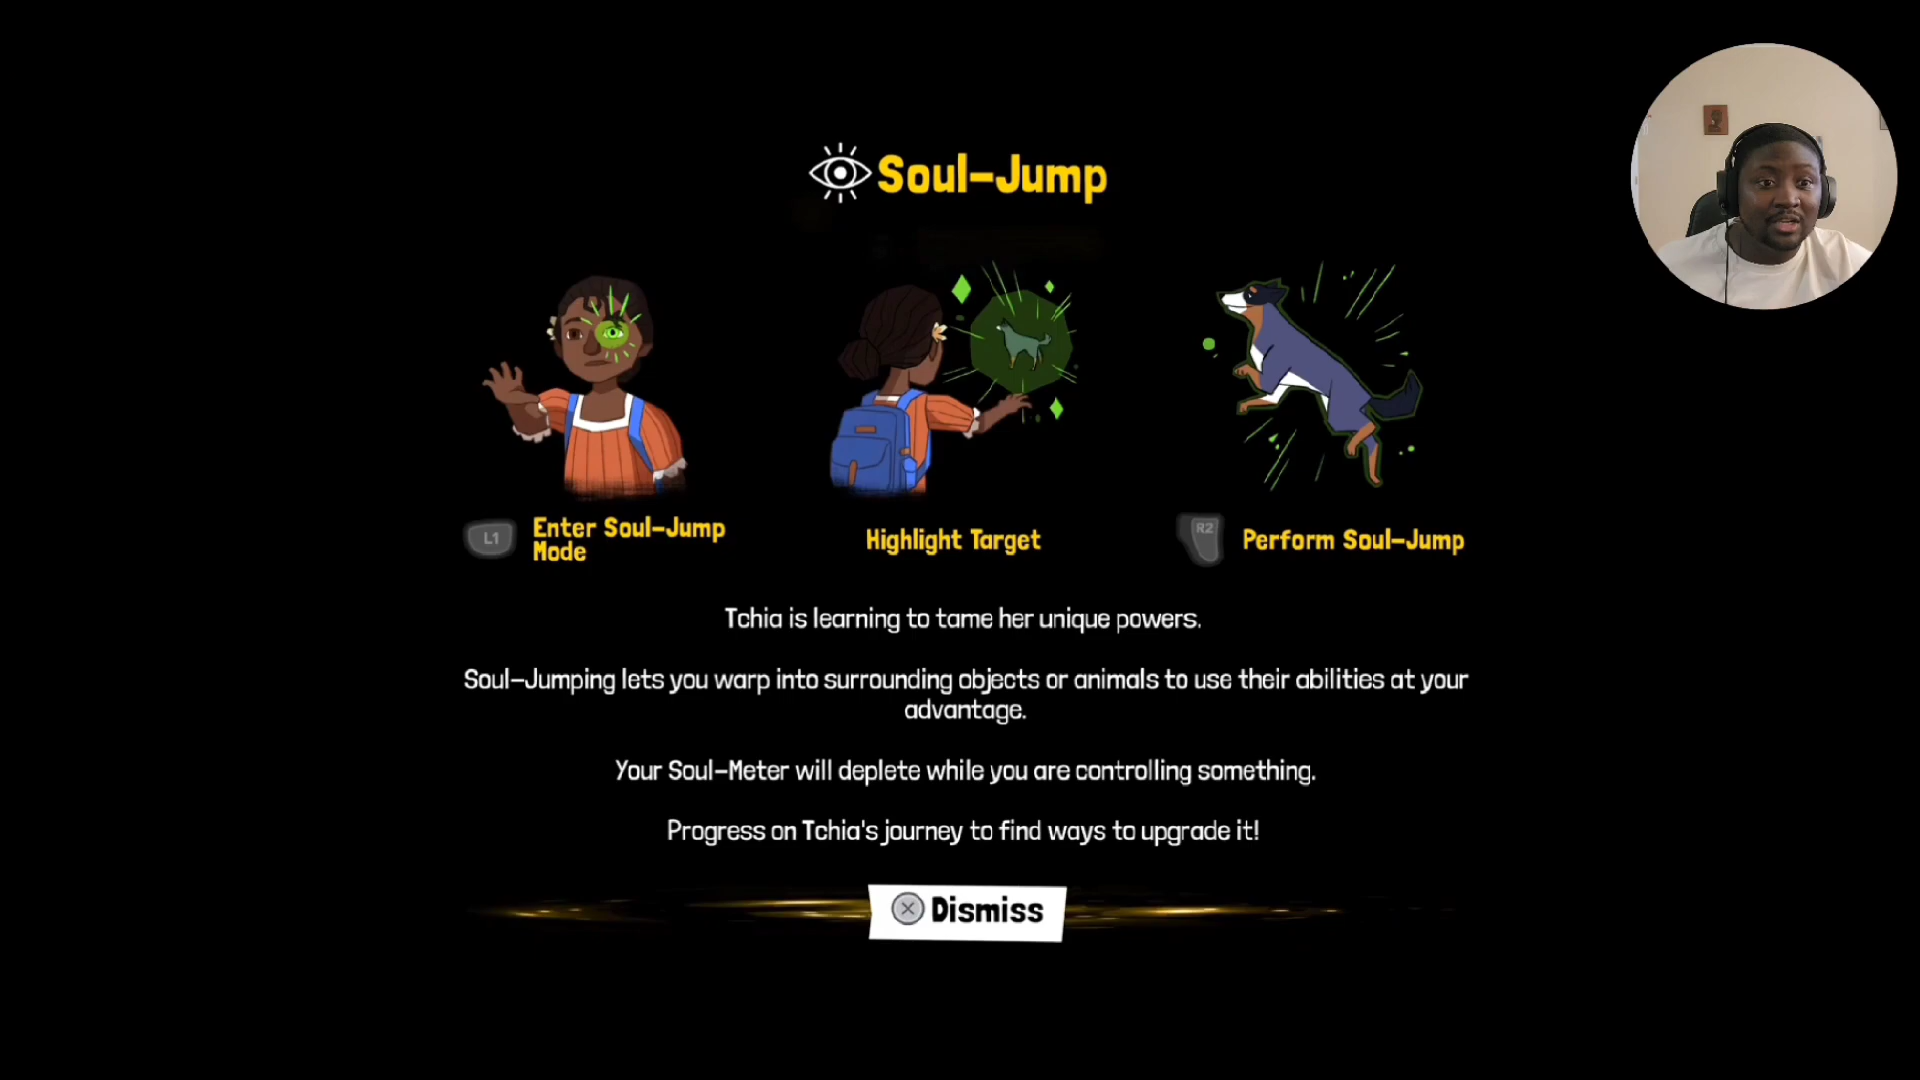 Soul-Jump
L1
Enter Soul-Jump
Mode
Highlight Target
R2
Perform Soul-Jump
Tchia is learning to tame her unique powers.
Soul-Jumping lets you warp into surrounding objects or animals to use their abilities at your
advantage.
Your Soul-Meter will deplete while you are controlling something.
Progress on Tchia's journey to find ways to upgrade it!
Dismiss